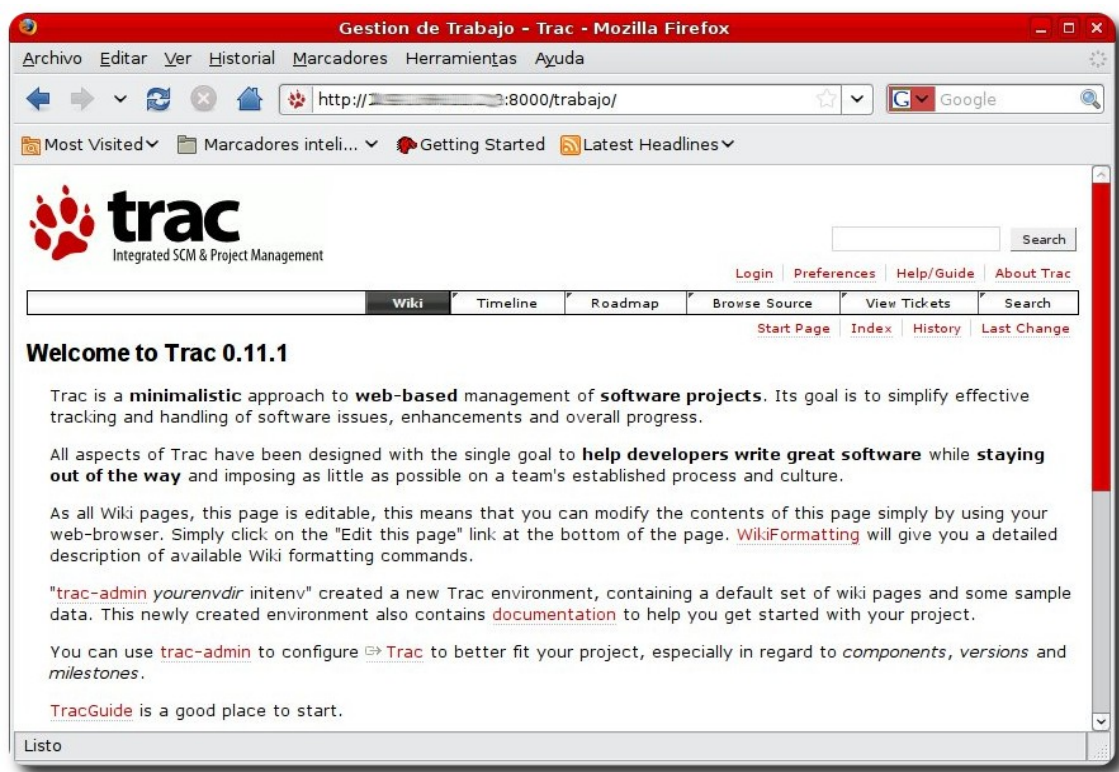 Gestion de Trabajo - Trac - Mozilla Firefox
Archivo Editar Ver Historial Marcadores Herramientas Ayuda
http:// :8000/trabajo/ G Google
Most Visited Marcadores inteli... Getting Started Latest Headlines
trac
Integrated SCM & Project Management
Search
Login Preferences Help/Guide About Trac
Wiki Timeline Roadmap Browse Source View Tickets Search
Start Page Index History Last Change
Welcome to Trac 0.11.1
Trac is a minimalistic approach to web-based management of software projects. Its goal is to simplify effective
tracking and handling of software issues, enhancements and overall progress.
All aspects of Trac have been designed with the single goal to help developers write great software while staying
out of the way and imposing as little as possible on a team's established process and culture.
As all Wiki pages, this page is editable, this means that you can modify the contents of this page simply by using your
web-browser. Simply click on the "Edit this page" link at the bottom of the page. WikiFormatting will give you a detailed
description of available Wiki formatting commands.
"trac-admin yourenvdir initenv" created a new Trac environment, containing a default set of wiki pages and some sample
data. This newly created environment also contains documentation to help you get started with your project.
You can use trac-admin to configure Trac to better fit your project, especially in regard to components, versions and
milestones.
TracGuide is a good place to start.
Listo